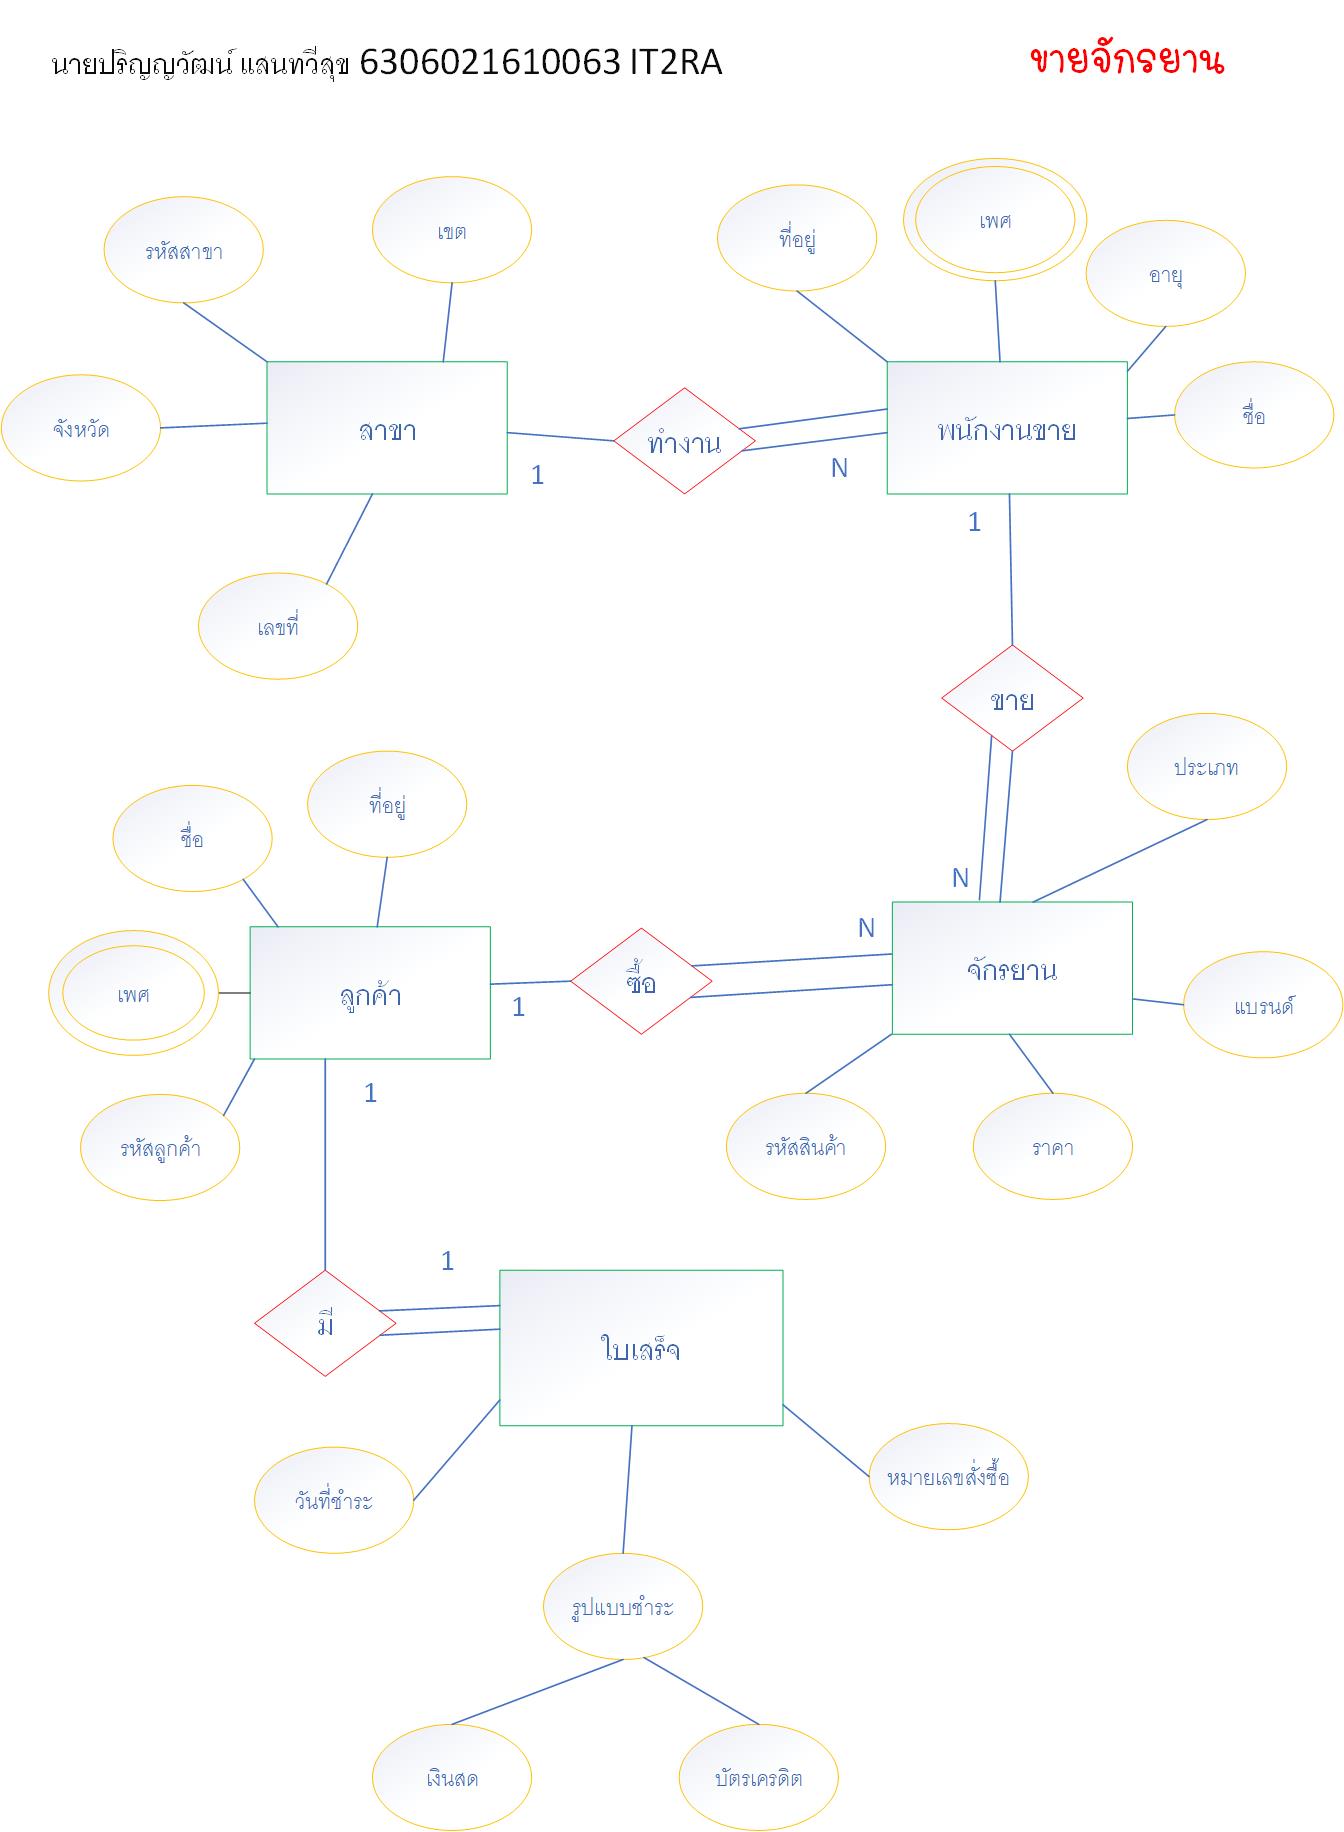 นายปริญญวัฒน์ แสนทวีสุข 6306021610063 IT2RA
ขายจักรยาน
รหัสสาขา
เขต
ที่อยู่
เพศ
อายุ
จังหวัด
สาขา
ทำงาน
พนักงานขาย
ชื่อ
1
N
1
เลขที่
ขาย
ประเภท
ชื่อ
ที่อยู่
N
N
เพศ
ลูกค้า
1
ซื้อ
จักรยาน
แบรนด์
1
รหัสลูกค้า
รหัสสินค้า
ราคา
1
มี
ใบเสร็จ
วันที่ชำระ
หมายเลขสั่งซื้อ
รูปแบบชำระ
เงินสด
บัตรเครดิต